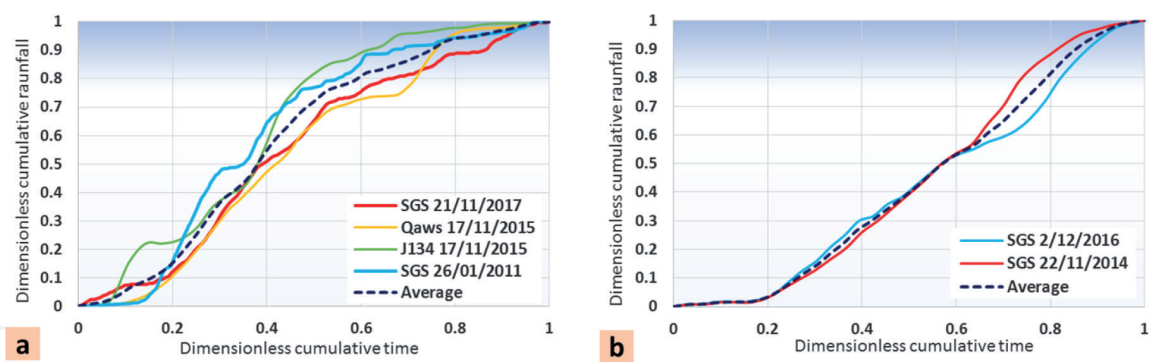 Dimensionless cumulative raunfall
1
0.9
0.8
0.7
0.6
0.5
0.4
0.3
0.2
0.1
0
SGS 21/11/2017
Qaws 17/11/2015
J134 17/11/2015
SGS 26/01/2011
Average
0 0.2 0.4 0.6 0.8 1
Dimensionless cumulative time
a
Dimensionless cumulative raunfall
1
0.9
0.8
0.7
0.6
0.5
0.4
0.3
0.2
0.1
0
SGS 2/12/2016
SGS 22/11/2014
Average
0 0.2 0.4 0.6 0.8 1
Dimensionless cumulative time
b